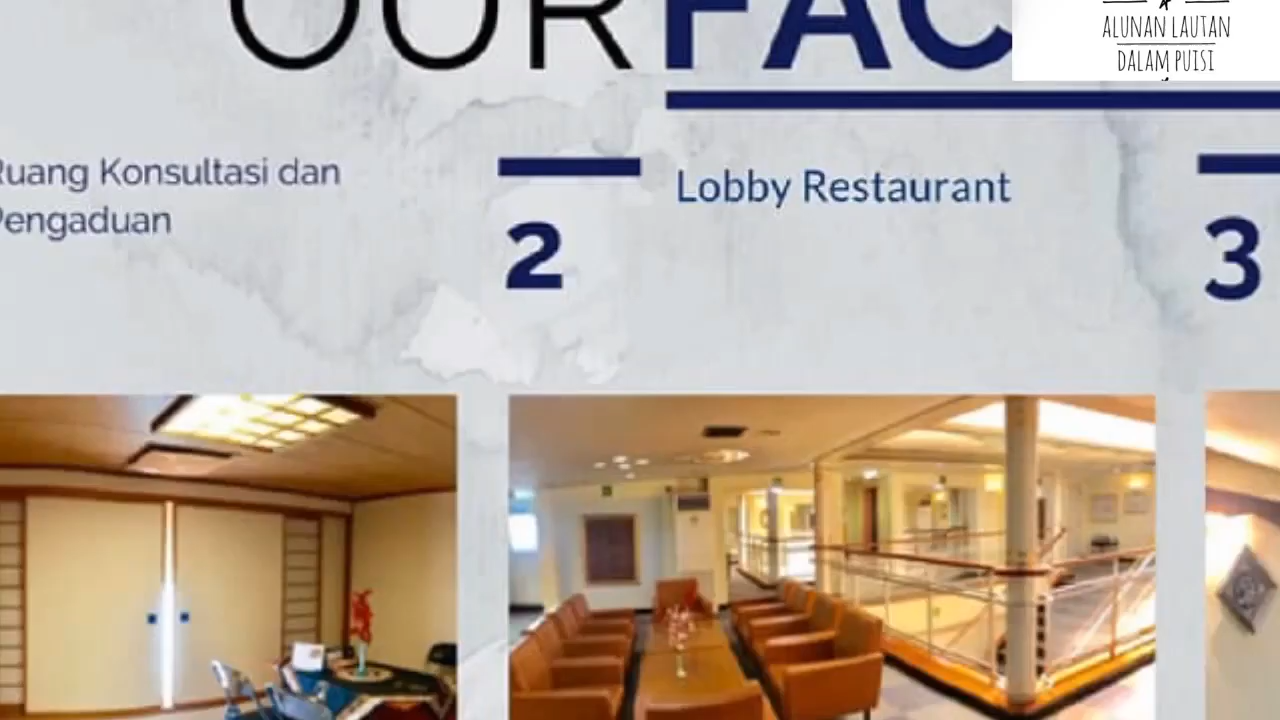 OUR FAC
ALUNAN LAUTAN
DALAM PUISI
Ruang Konsultasi dan
Pengaduan
2
Lobby Restaurant
3